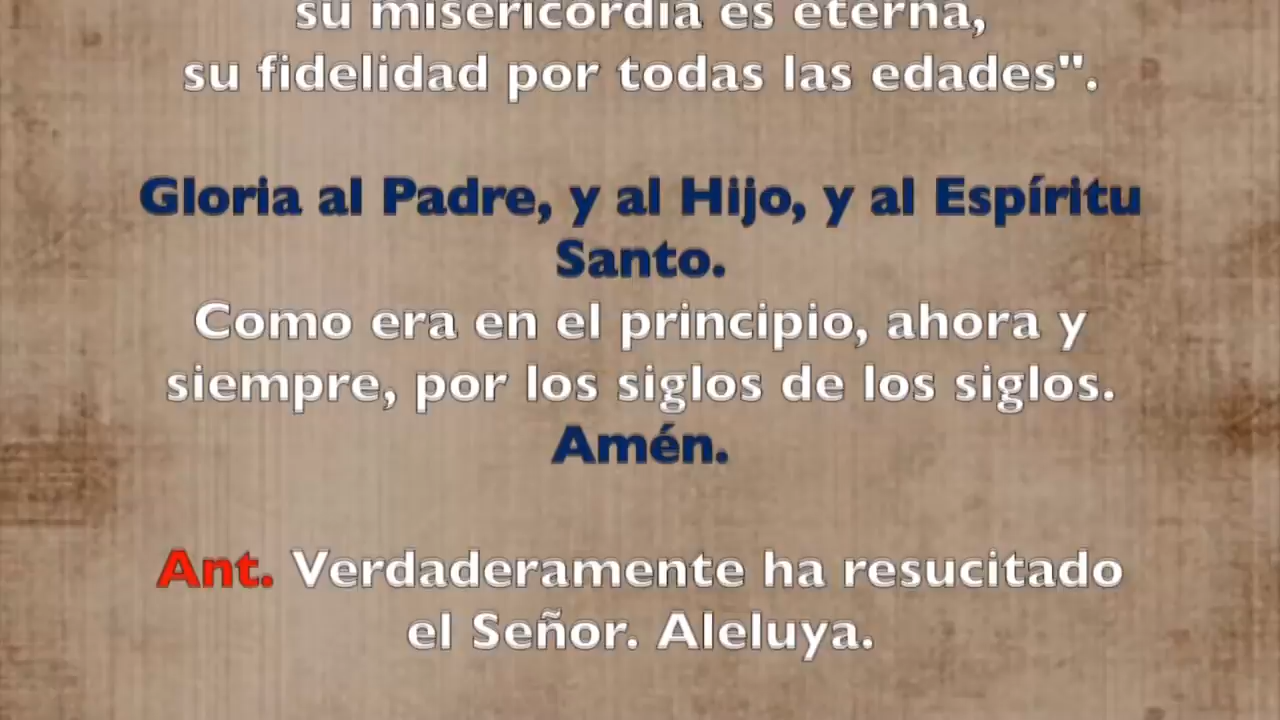 su misericordia es eterna,
su fidelidad por todas las edades".
Gloria al Padre, y al Hijo, y al Espíritu
Santo.
Como era en el principio, ahora y
siempre, por los siglos de los siglos.
Amén.
Ant. Verdaderamente ha resucitado
el Señor. Aleluya.